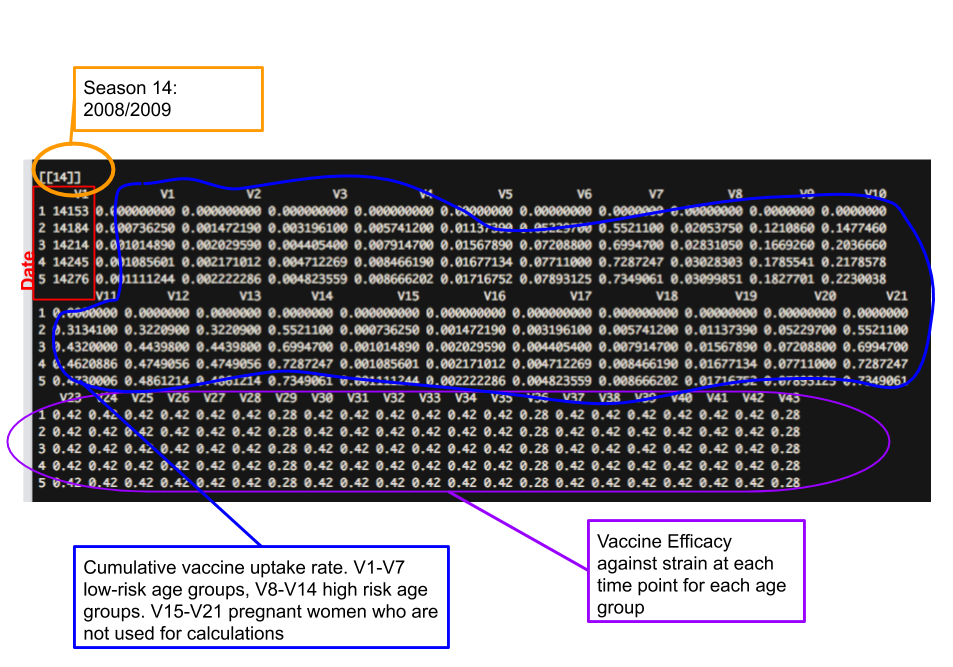 Season 14:
2008/2009
[[14]]
V1 V1 V2 V3 V4 V5 V6 V7 V8 V9 V10
1 14153 0.000000000 0.000000000 0.000000000 0.000000000 0.00000000 0.00000000 0.0000000 0.00000000 0.0000000 0.0000000
2 14184 0.000736250 0.001472190 0.003196100 0.005741200 0.01137390 0.05229700 0.5521100 0.02053750 0.1210860 0.1477460
3 14214 0.001014890 0.002029590 0.004405400 0.007914700 0.01567890 0.07208800 0.6994700 0.02831050 0.1669260 0.2036660
4 14245 0.001085601 0.002171012 0.004712269 0.008466190 0.01677134 0.07711000 0.7287247 0.03028303 0.1785541 0.2178578
5 14276 0.001111244 0.002222286 0.004823559 0.008666202 0.01716752 0.07893125 0.7349061 0.03099851 0.1827701 0.2230038
Date
V11 V12 V13 V14 V15 V16 V17 V18 V19 V20 V21
1 0.0000000 0.0000000 0.0000000 0.0000000 0.000000000 0.000000000 0.000000000 0.000000000 0.00000000 0.00000000 0.0000000
2 0.3134100 0.3220900 0.3220900 0.5521100 0.000736250 0.001472190 0.003196100 0.005741200 0.01137390 0.05229700 0.5521100
3 0.4320000 0.4439800 0.4439800 0.6994700 0.001014890 0.002029590 0.004405400 0.007914700 0.01567890 0.07208800 0.6994700
4 0.4620886 0.4749056 0.4749056 0.7287247 0.001085601 0.002171012 0.004712269 0.008466190 0.01677134 0.07711000 0.7287247
5 0.7349061 0.001111244 0.002222286 0.004823559 0.008666202 0.01716752 0.07893125 0.7349061
V23 V24 V25 V26 V27 V28 V29 V30 V31 V32 V33 V34 V35 V36 V37 V38 V39 V40 V41 V42 V43
1 0.42 0.42 0.42 0.42 0.42 0.42 0.28 0.42 0.42 0.42 0.42 0.42 0.42 0.28 0.42 0.42 0.42 0.42 0.42 0.42 0.28
2 0.42 0.42 0.42 0.42 0.42 0.42 0.28 0.42 0.42 0.42 0.42 0.42 0.42 0.28 0.42 0.42 0.42 0.42 0.42 0.42 0.28
3 0.42 0.42 0.42 0.42 0.42 0.42 0.28 0.42 0.42 0.42 0.42 0.42 0.42 0.28 0.42 0.42 0.42 0.42 0.42 0.42 0.28
4 0.42 0.42 0.42 0.42 0.42 0.42 0.28 0.42 0.42 0.42 0.42 0.42 0.42 0.28 0.42 0.42 0.42 0.42 0.42 0.42 0.28
5 0.42 0.42 0.42 0.42 0.42 0.42 0.28 0.42 0.42 0.42 0.42 0.42 0.42 0.28 0.42 0.42 0.42 0.42 0.42 0.42 0.28
Cumulative vaccine uptake rate. V1-V7
low-risk age groups, V8-V14 high risk age
groups. V15-V21 pregnant women who are
not used for calculations
Vaccine Efficacy
against strain at each
time point for each age
group